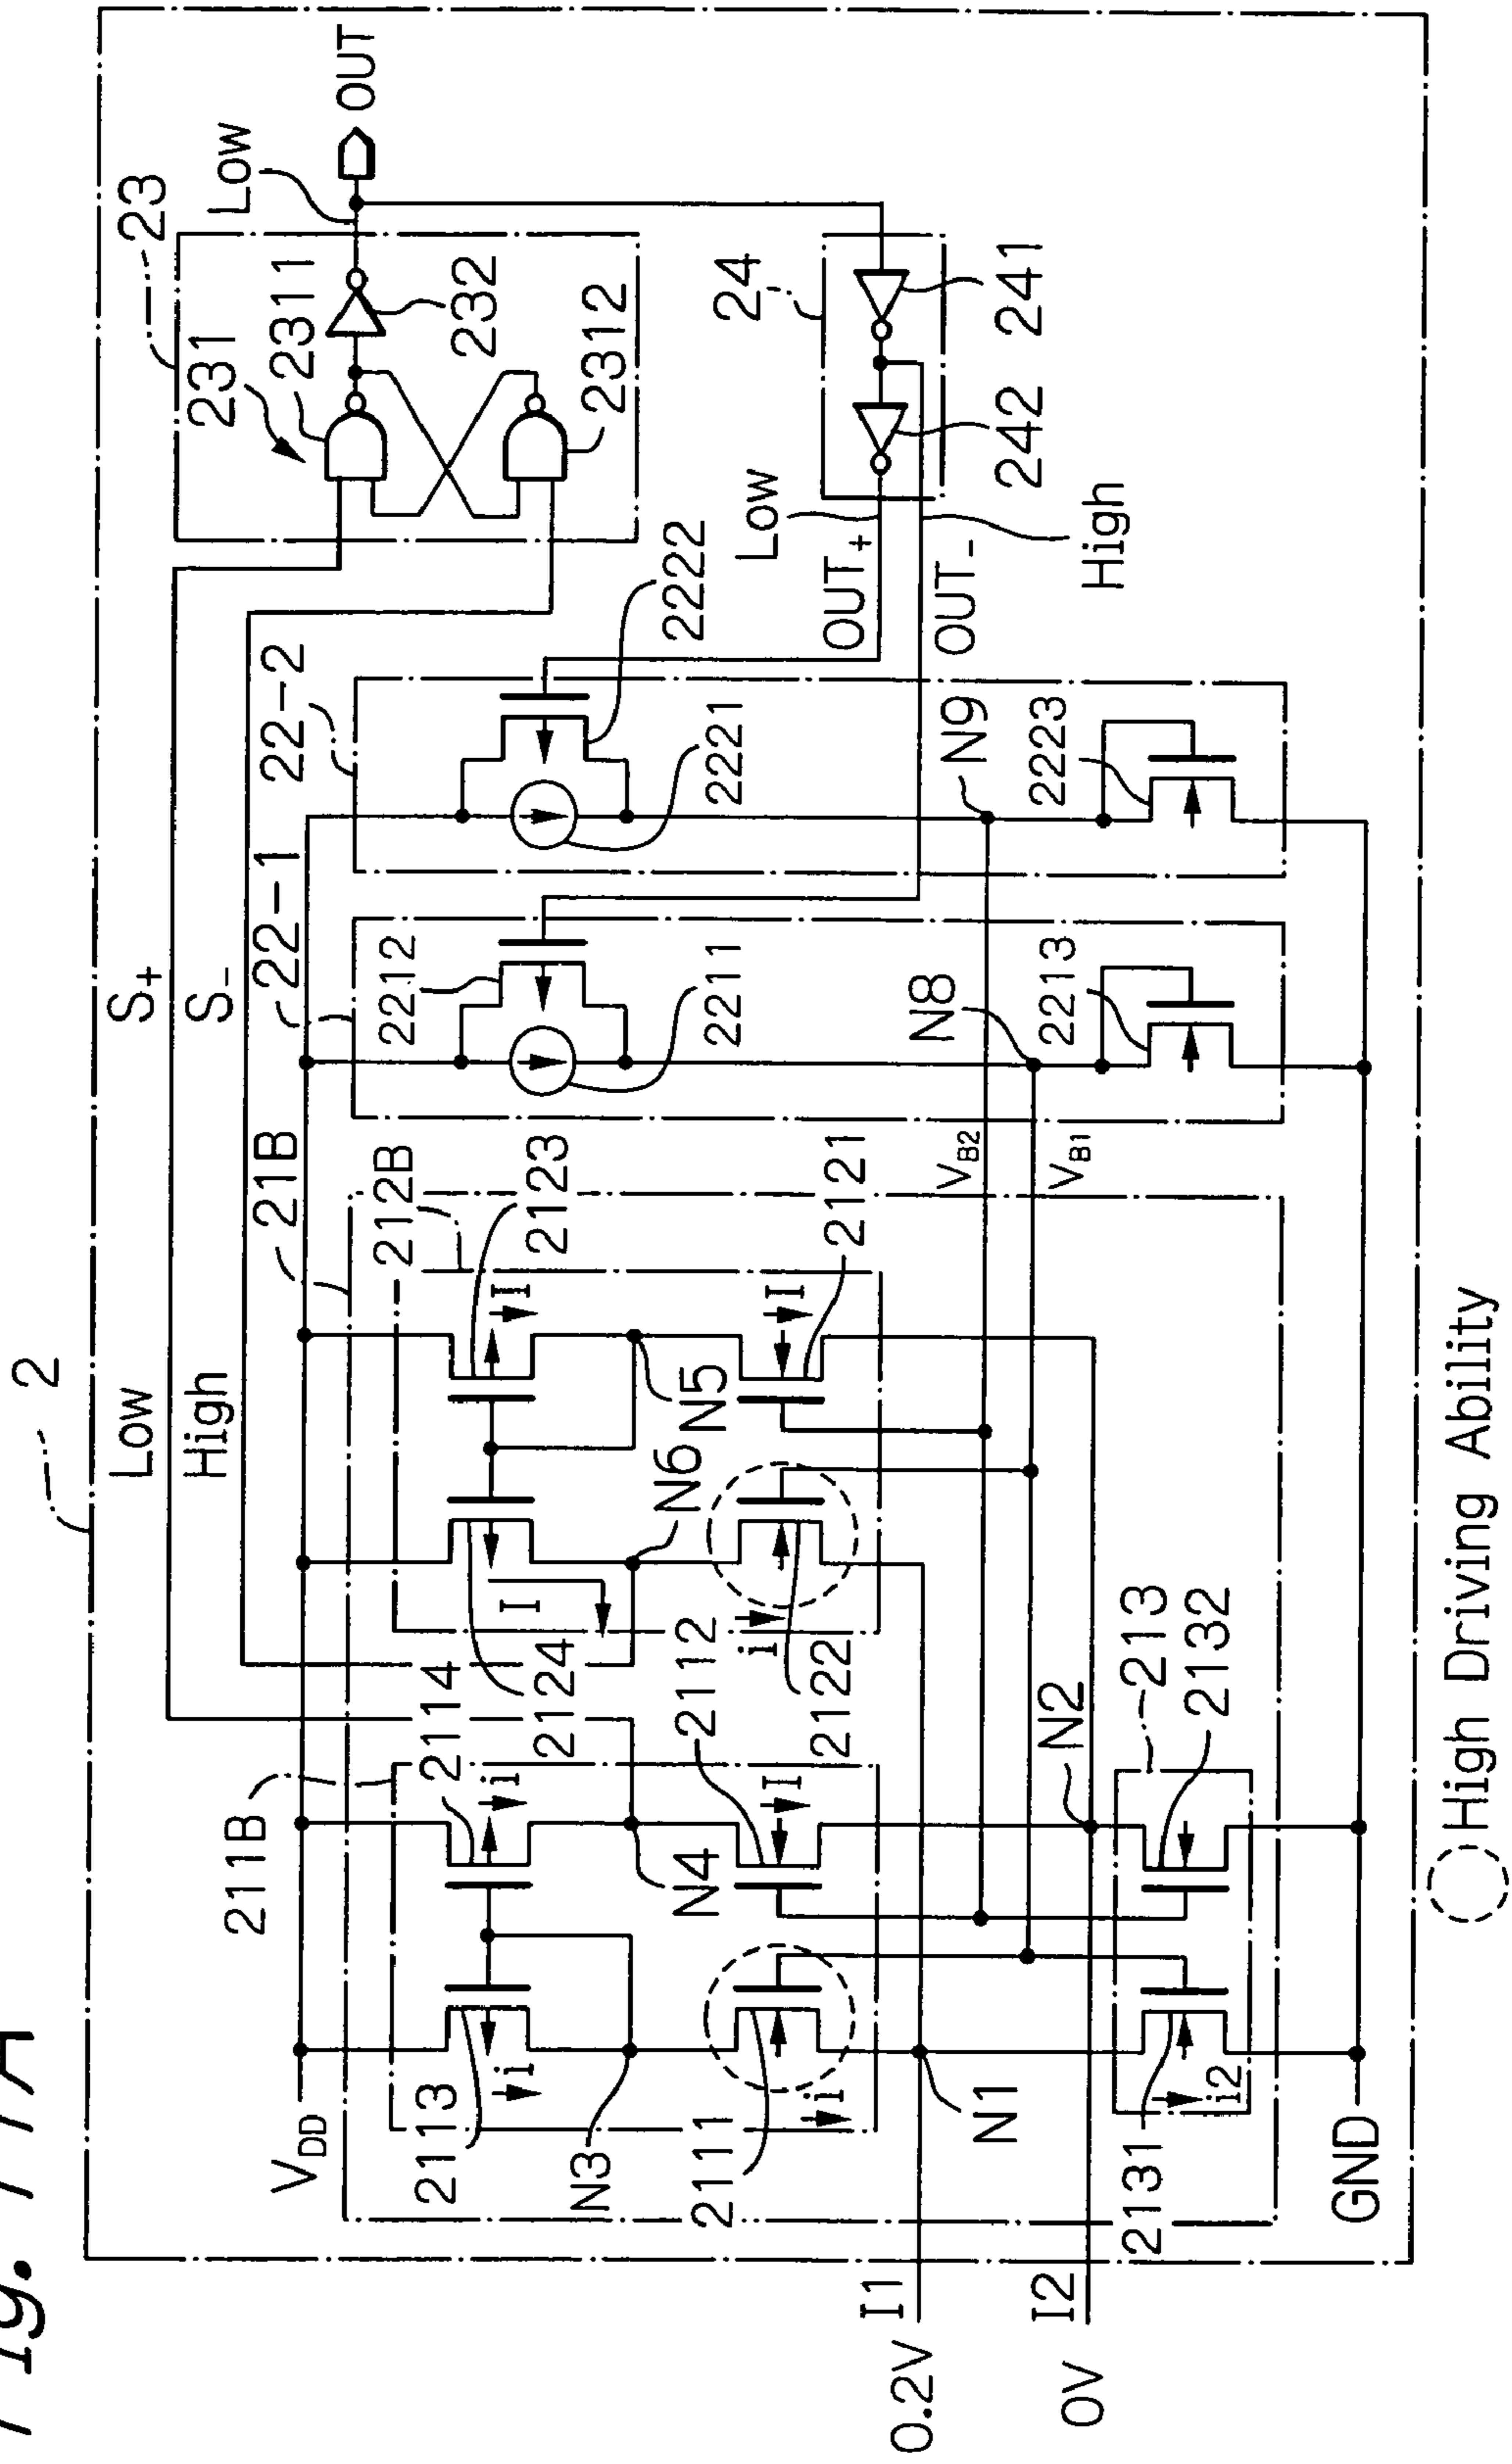 Fig. 17A
2
23
231
2311
Low
OUT
232
2312
S+
Low
S-
High
24
241
242
Low
OUT+
OUT-
High
22-2
2222
2221
N9
2223
22-1
2212
2211
N8
2213
VB2
VB1
21B
212B
2123
I
I
2121
N5
N6
I
2124
i
2122
211B
2114
i
2112
I
N4
VDD
2113
i
N3
2111
i
N1
N2
213
2132
2131
i2
GND
I1
0.2V
I2
0V
High Driving Ability